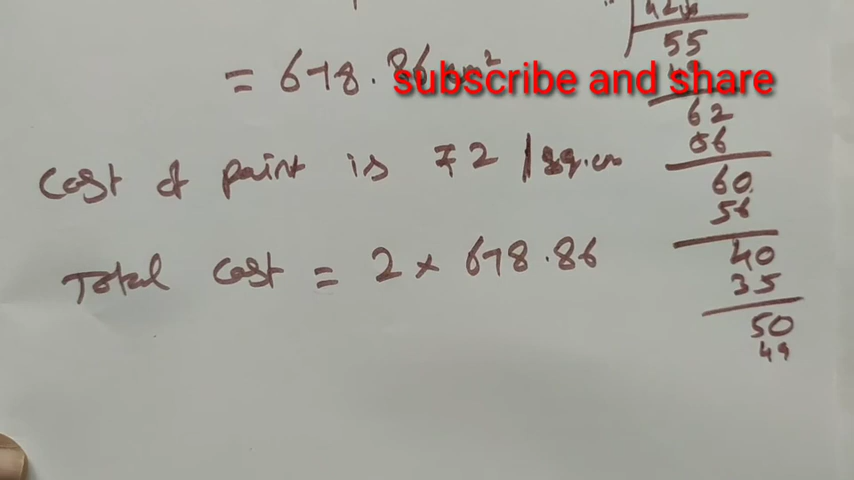 = 678.86 cm²
subscribe and share
Cost of paint is ₹2 /sq.cm
Total cost = 2 × 678.86
55
62
56
60
56
40
35
50
49